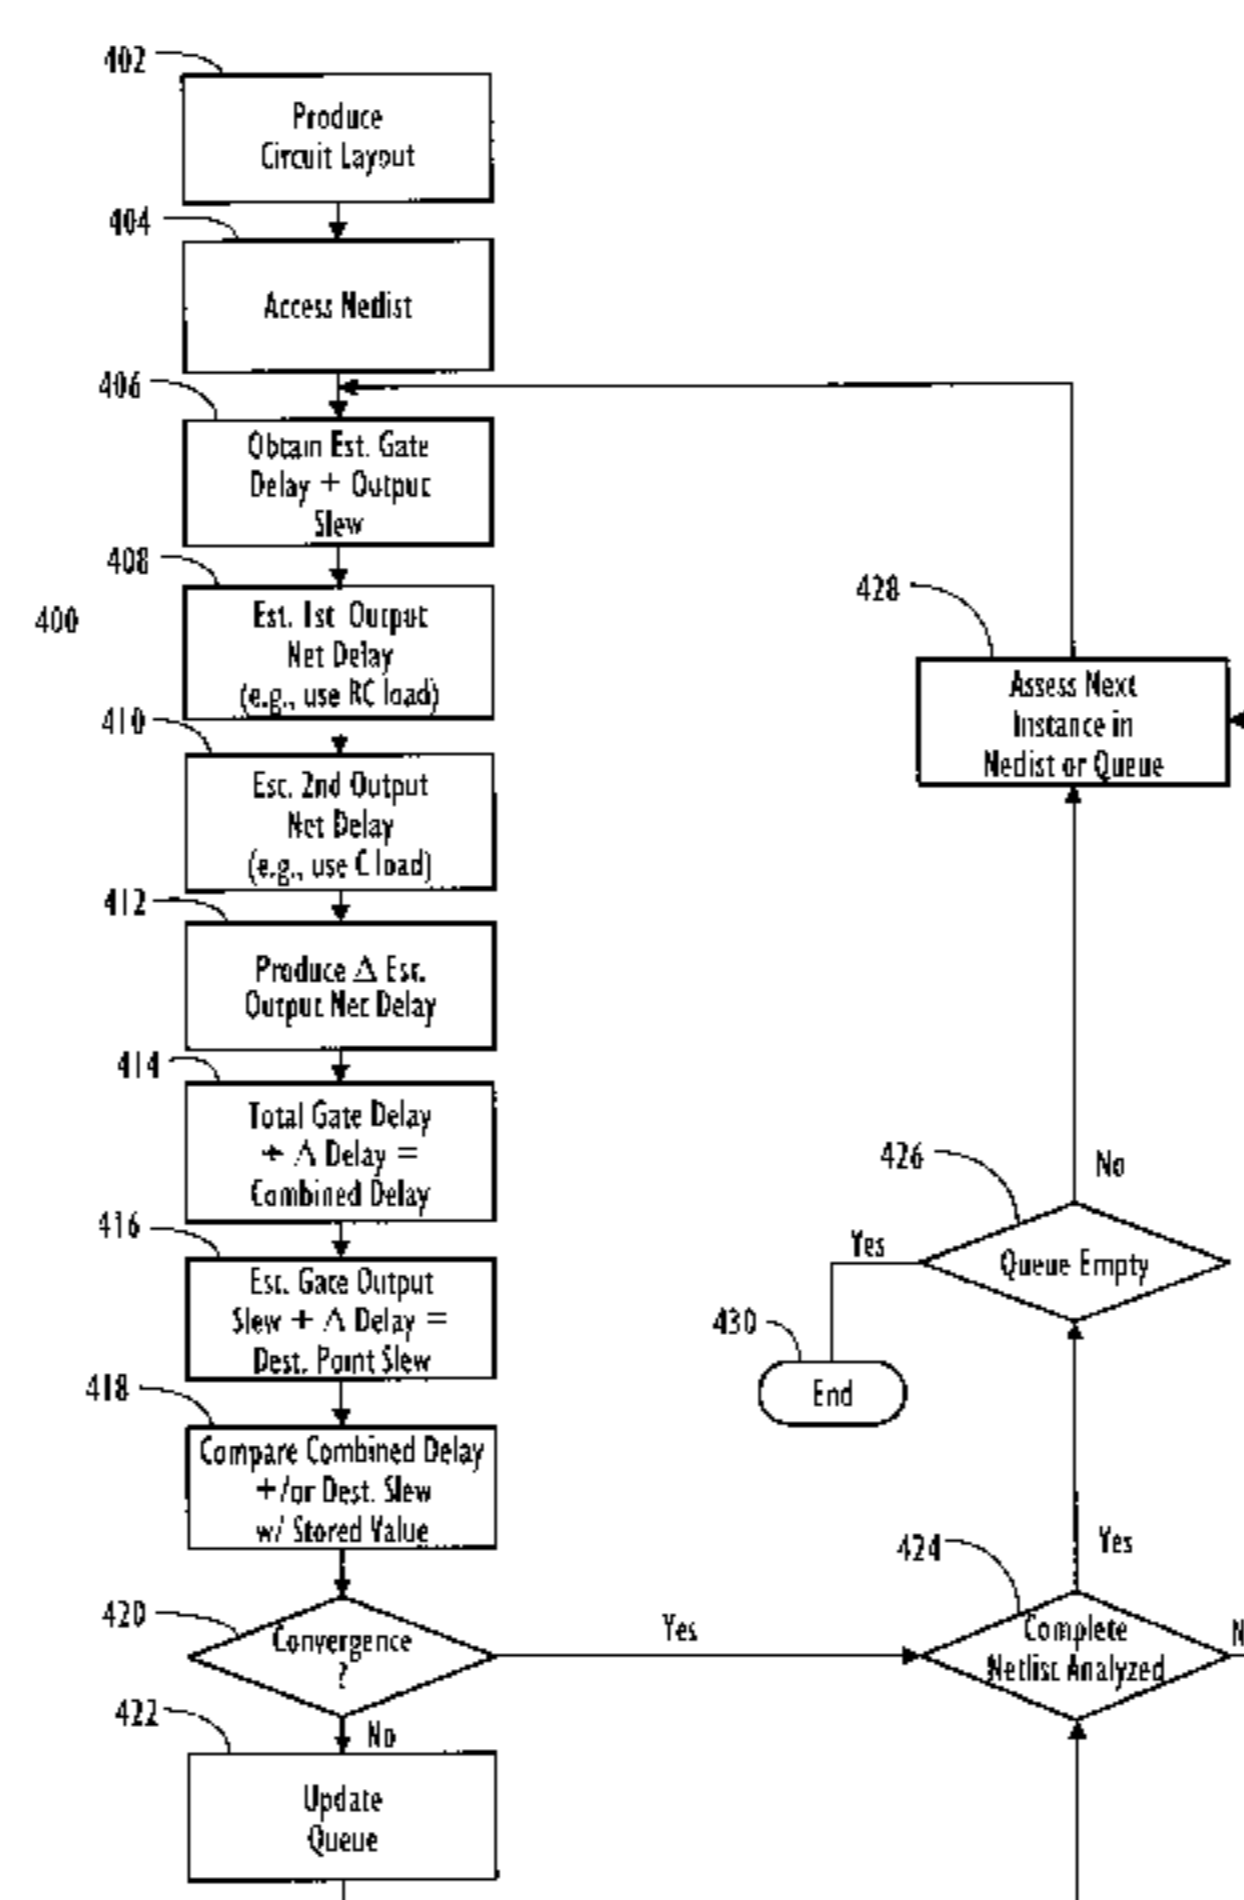 402
Produce
Circuit Layout
404
Access Netlist
406
Obtain Est. Gate
Delay + Output
Slew
408
400
Est. 1st Output
Net Delay
(e.g., use RC load)
410
Est. 2nd Output
Net Delay
(e.g., use C load)
412
Produce Δ Est.
Output Net Delay
414
Total Gate Delay
+ Δ Delay =
Combined Delay
416
Est. Gate Output
Slew + Δ Delay =
Dest. Point Slew
418
Compare Combined Delay
+/or Dest. Slew
w/ Stored Value
420
Convergence
?
Yes
No
422
Update
Queue
424
Complete
Netlist Analyzed
Yes
N
426
Queue Empty
No
Yes
430
End
428
Assess Next
Instance in
Netlist or Queue